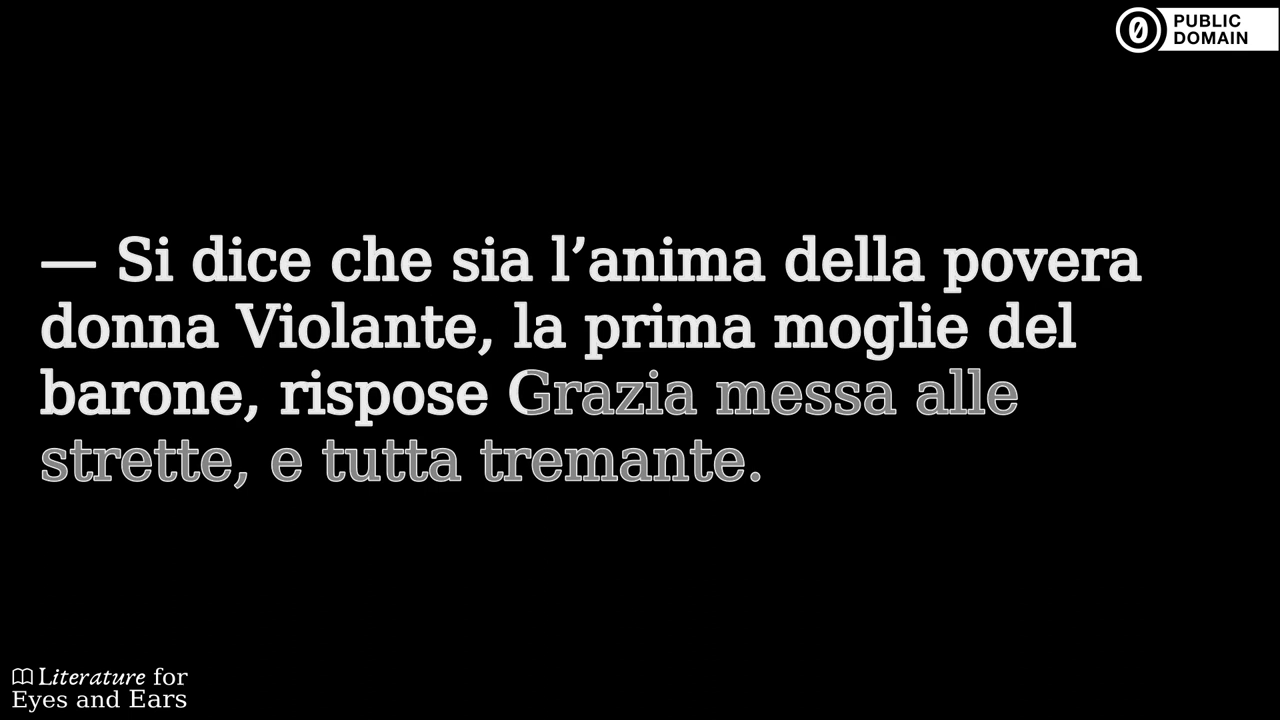 PUBLIC
DOMAIN
— Si dice che sia l’anima della povera
donna Violante, la prima moglie del
barone, rispose Grazia messa alle
strette, e tutta tremante.
Literature for
Eyes and Ears